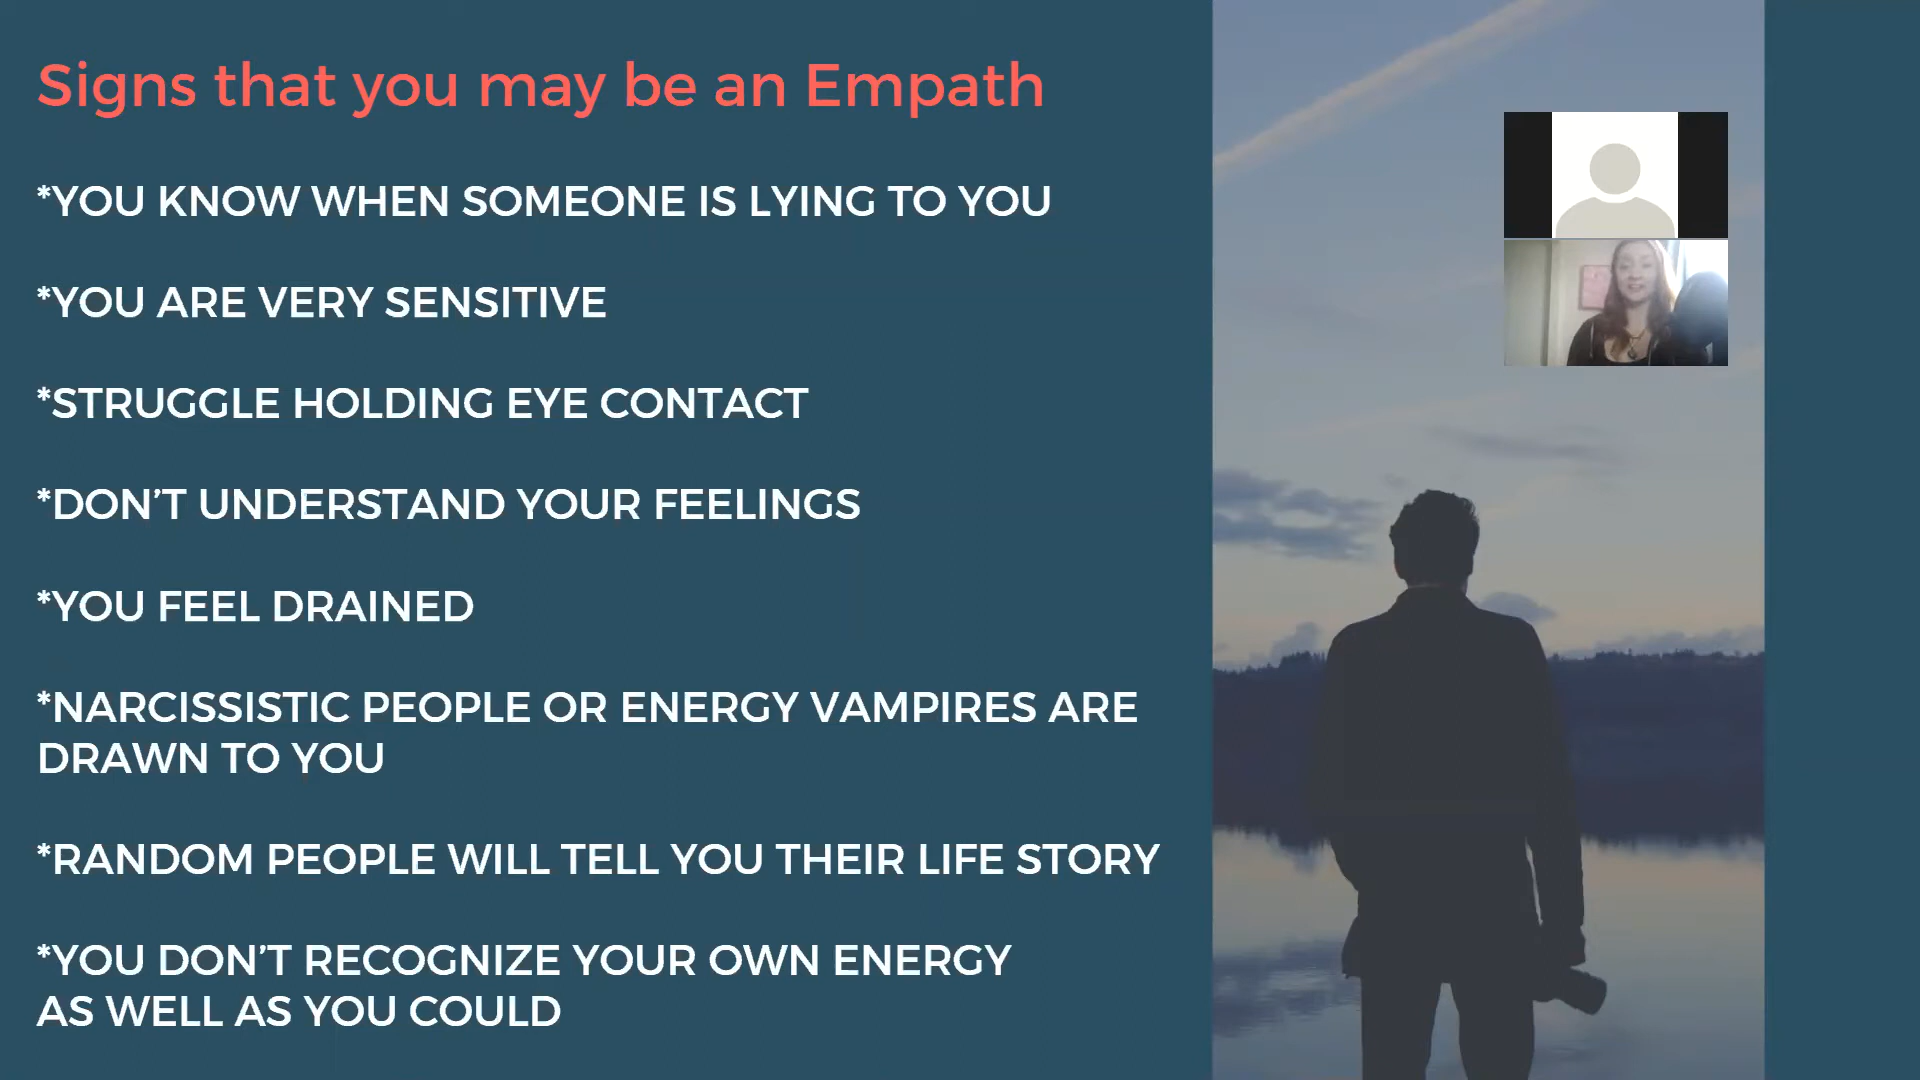 Signs that you may be an Empath
*YOU KNOW WHEN SOMEONE IS LYING TO YOU
*YOU ARE VERY SENSITIVE
*STRUGGLE HOLDING EYE CONTACT
*DON’T UNDERSTAND YOUR FEELINGS
*YOU FEEL DRAINED
*NARCISSISTIC PEOPLE OR ENERGY VAMPIRES ARE
DRAWN TO YOU
*RANDOM PEOPLE WILL TELL YOU THEIR LIFE STORY
*YOU DON’T RECOGNIZE YOUR OWN ENERGY
AS WELL AS YOU COULD